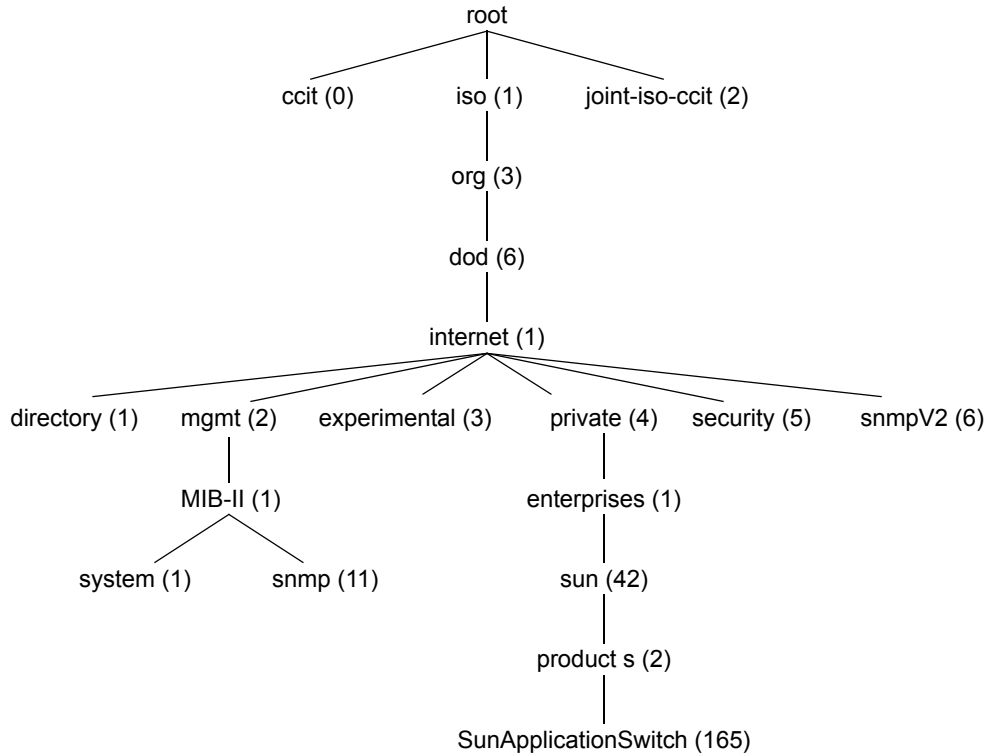 root
ccit (0) iso (1) joint-iso-ccit (2)
org (3)
dod (6)
internet (1)
directory (1) mgmt (2) experimental (3) private (4) security (5) snmpV2 (6)
MIB-II (1) enterprises (1)
system (1) snmp (11) sun (42)
product s (2)
SunApplicationSwitch (165)